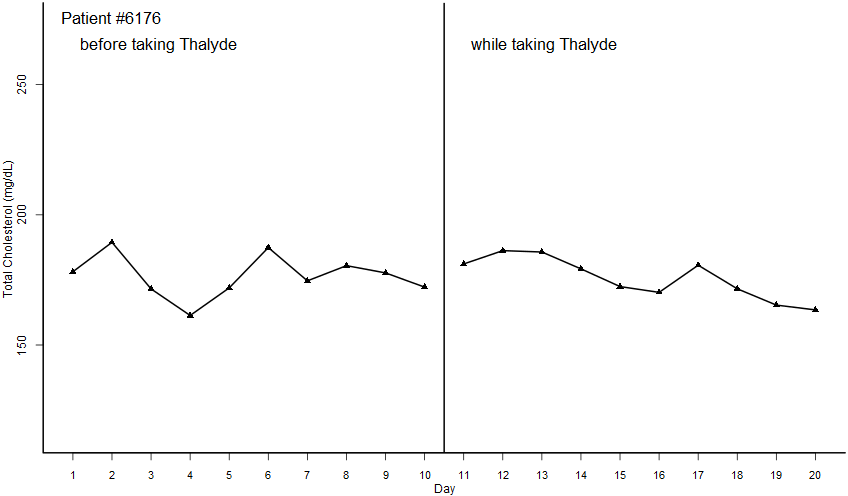 Patient #6176
before taking Thalyde
while taking Thalyde
Total Cholesterol (mg/dL)
250
200
150
1 2 3 4 5 6 7 8 9 10 11 12 13 14 15 16 17 18 19 20
Day